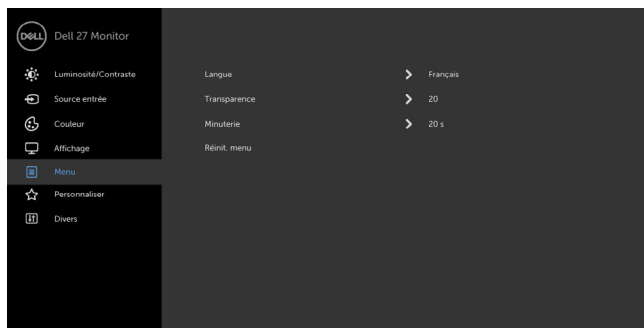 DELL Dell 27 Monitor
Luminosité/Contraste
Source entrée
Couleur
Affichage
Menu
Personnaliser
Divers
Langue Français
Transparence 20
Minuterie 20 s
Réinit. menu